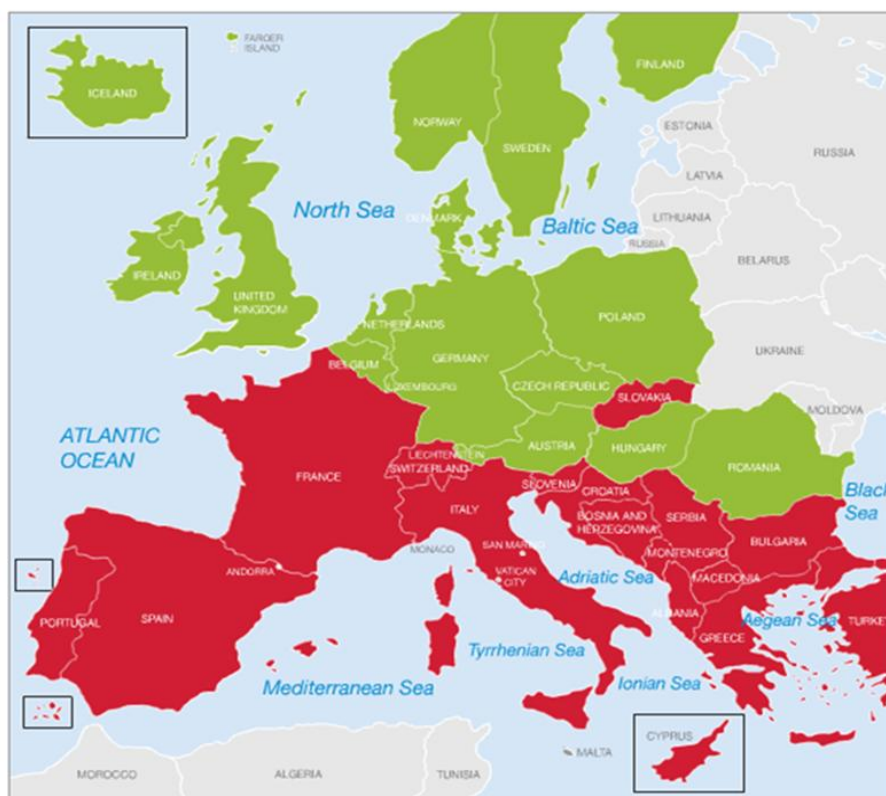 FAROER
ISLAND
ICELAND
FINLAND
NORWAY
SWEDEN
ESTONIA
RUSSIA
LATVIA
North Sea
DENMARK
Baltic Sea
LITHUANIA
RUSSIA
BELARUS
IRELAND
UNITED
KINGDOM
NETHERLANDS
POLAND
BELGIUM
GERMANY
UKRAINE
LUXEMBOURG
CZECH REPUBLIC
SLOVAKIA
MOLDOVA
ATLANTIC
OCEAN
AUSTRIA
HUNGARY
LIECHTENSTEIN
SWITZERLAND
ROMANIA
FRANCE
SLOVENIA
CROATIA
Black
Sea
ITALY
BOSNIA AND
HERZEGOVINA
SERBIA
SAN MARINO
BULGARIA
MONACO
MONTENEGRO
ANDORRA
VATICAN
CITY
Adriatic Sea
MACEDONIA
PORTUGAL
SPAIN
ALBANIA
Aegean Sea
TURKEY
GREECE
Tyrrhenian Sea
Mediterranean Sea
Ionian Sea
CYPRUS
MALTA
MOROCCO
ALGERIA
TUNISIA